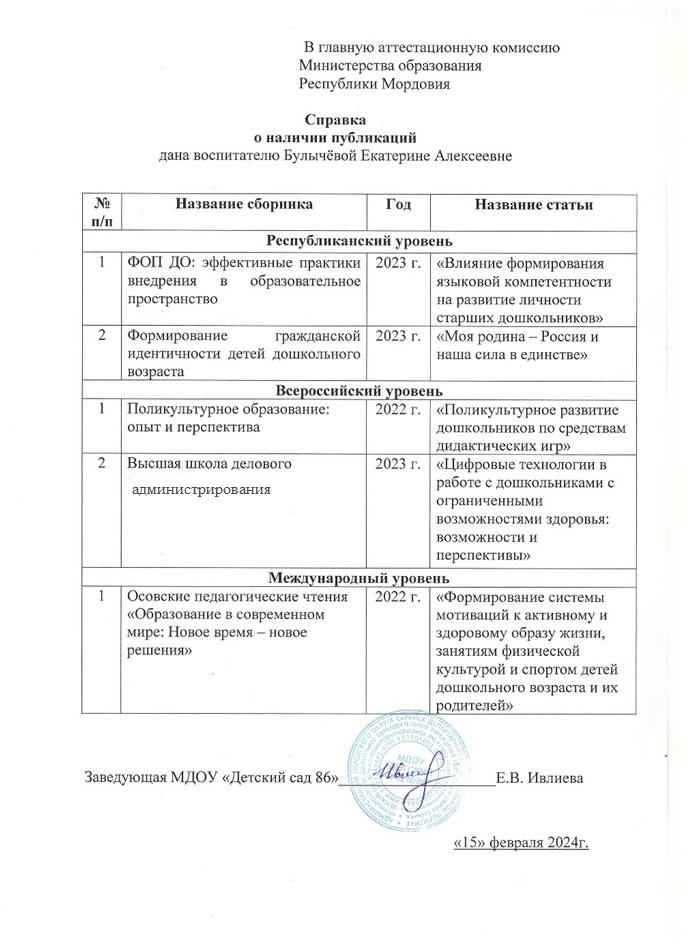 В главную аттестационную комиссию
Министерства образования
Республики Мордовия
Справка
о наличии публикаций
дана воспитателю Булычёвой Екатерине Алексеевне
№ п/п Название сборника Год Название статьи
Республиканский уровень
1 ФОП ДО: эффективные практики 2023 г. «Влияние формирования
внедрения в образовательное языковой компетентности
пространство на развитие личности
старших дошкольников»
2 Формирование гражданской 2023 г. «Моя родина – Россия и
идентичности детей дошкольного наша сила в единстве»
возраста
Всероссийский уровень
1 Поликультурное образование: 2022 г. «Поликультурное развитие
опыт и перспектива дошкольников по средствам
дидактических игр»
2 Высшая школа делового 2023 г. «Цифровые технологии в
администрирования работе с дошкольниками с
ограниченными
возможностями здоровья:
возможности и
перспективы»
Международный уровень
1 Осовские педагогические чтения 2022 г. «Формирование системы
«Образование в современном мотиваций к активному и
мире: Новое время – новое здоровому образу жизни,
решения» занятиям физической
культурой и спортом детей
дошкольного возраста и их
родителей»
Заведующая МДОУ «Детский сад 86» Е.В. Ивлиева
«15» февраля 2024г.